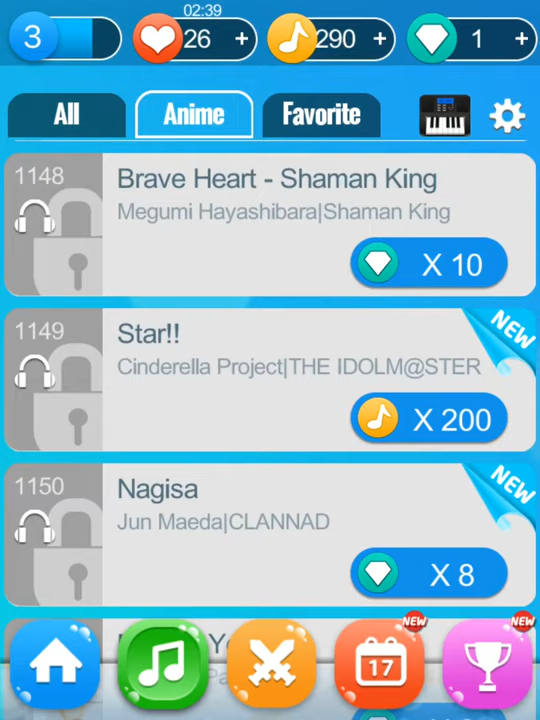 02:39
3
26 +
290 +
1 +
All
Anime
Favorite
1148
Brave Heart - Shaman King
Megumi Hayashibara|Shaman King
X 10
1149
Star!!
NEW
Cinderella Project|THE IDOLM@STER
X 200
1150
Nagisa
NEW
Jun Maeda|CLANNAD
X 8
NEW
NEW
17